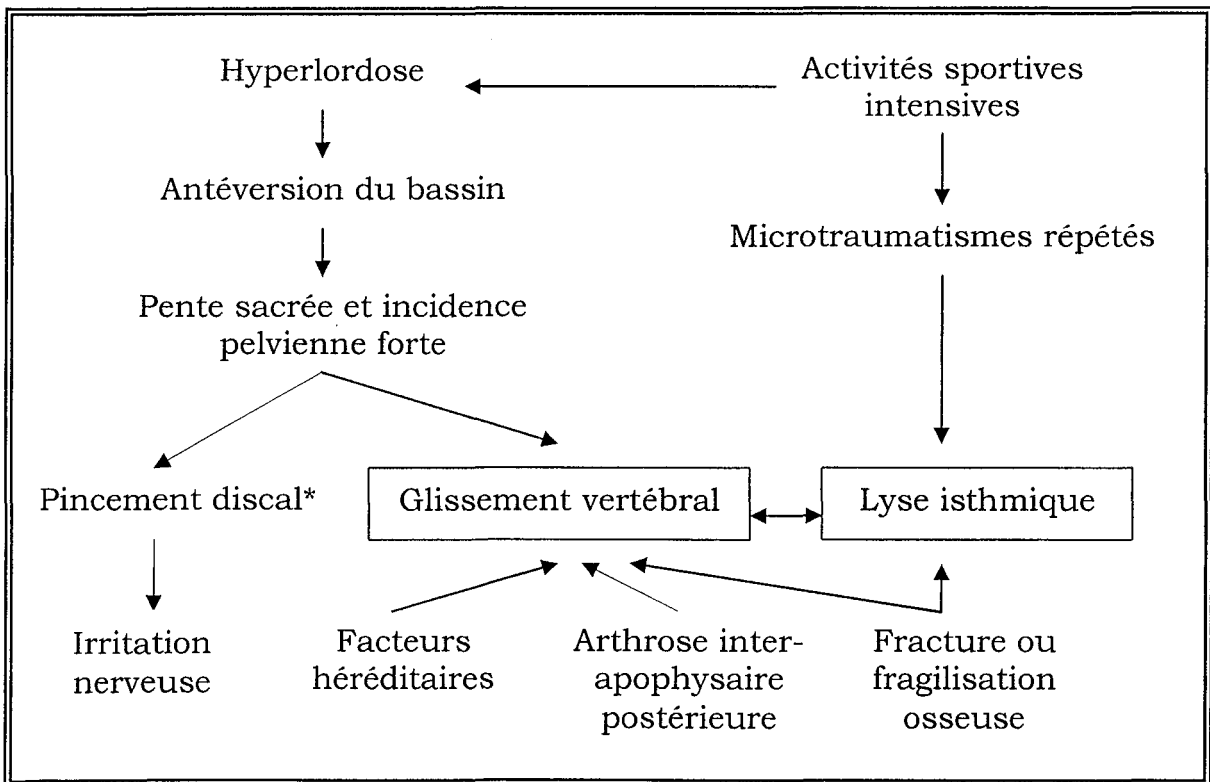 Hyperlordose
Activités sportives
intensives
Antéversion du bassin
Microtraumatismes répétés
Pente sacrée et incidence
pelvienne forte
Pincement discal*
Glissement vertébral
Lyse isthmique
Irritation
nerveuse
Facteurs
héréditaires
Arthrose inter-
apophysaire
postérieure
Fracture ou
fragilisation
osseuse